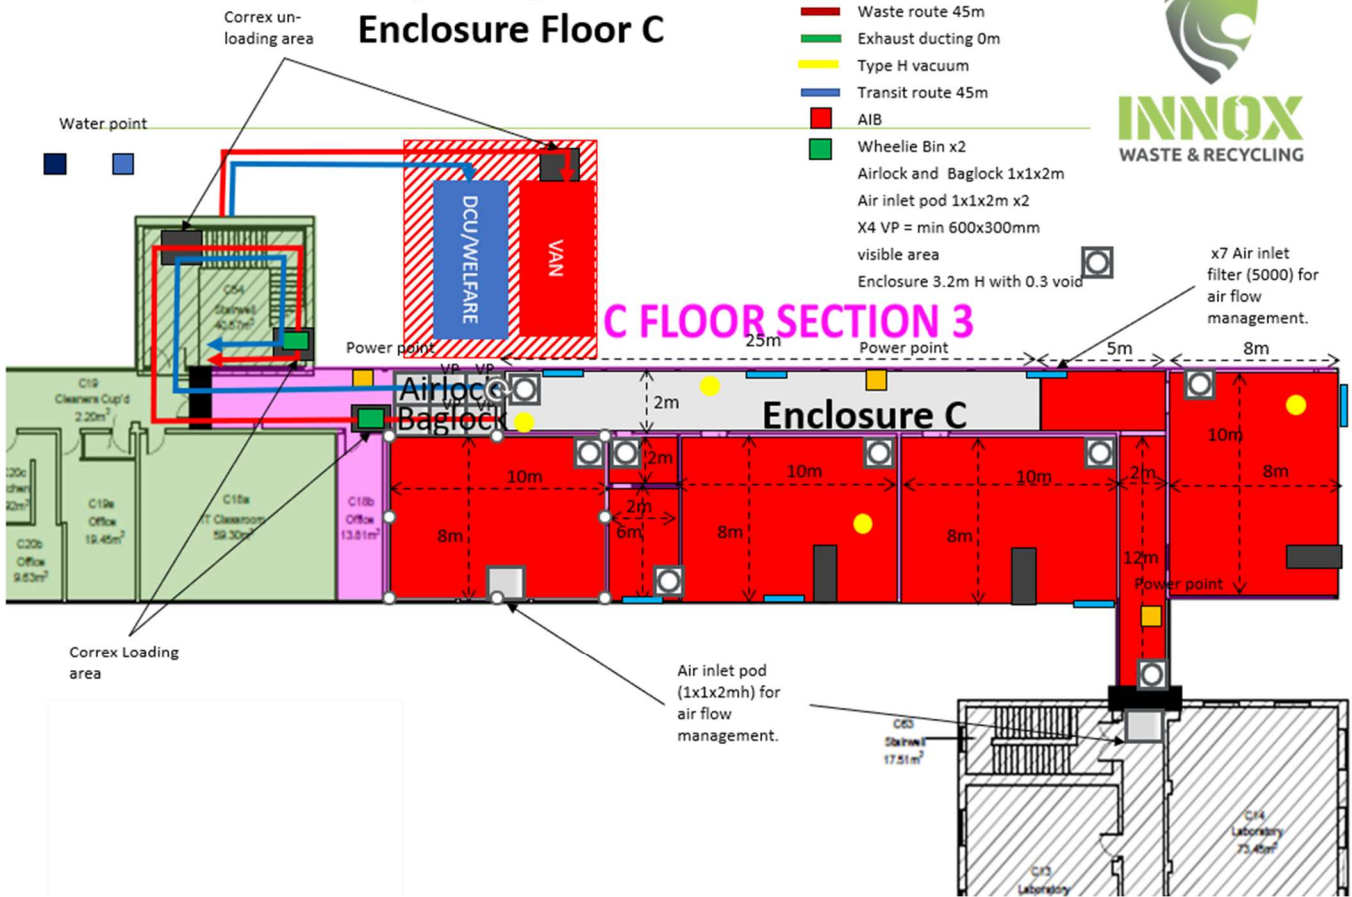 Correx un-
loading area
Enclosure Floor C
Waste route 45m
Exhaust ducting 0m
Type H vacuum
Transit route 45m
AIB
Wheelie Bin x2
Airlock and Baglock 1x1x2m
Air inlet pod 1x1x2m x2
X4 VP = min 600x300mm
visible area
Enclosure 3.2m H with 0.3 void
INNOX
WASTE & RECYCLING
Water point
DCU/WELFARE
VAN
x7 Air inlet
filter (5000) for
air flow
management.
C FLOOR SECTION 3
C54
Stairwell
40.57m²
Power point
25m
Power point
5m
8m
VP VP
Airlock
VP VP
Baglock
2m
Enclosure C
C19
Cleaners Cup'd
2.20m²
C19a
Office
19.45m²
C20b
Office
9.63m²
C18a
IT Classroom
59.30m²
C18b
Office
13.81m²
10m
8m
2m
2m
6m
10m
8m
10m
8m
2m
12m
10m
8m
Power point
Correx Loading
area
Air inlet pod
(1x1x2mh) for
air flow
management.
C63
Stairwell
17.51m²
C14
Laboratory
73.45m²
C13
Laboratory